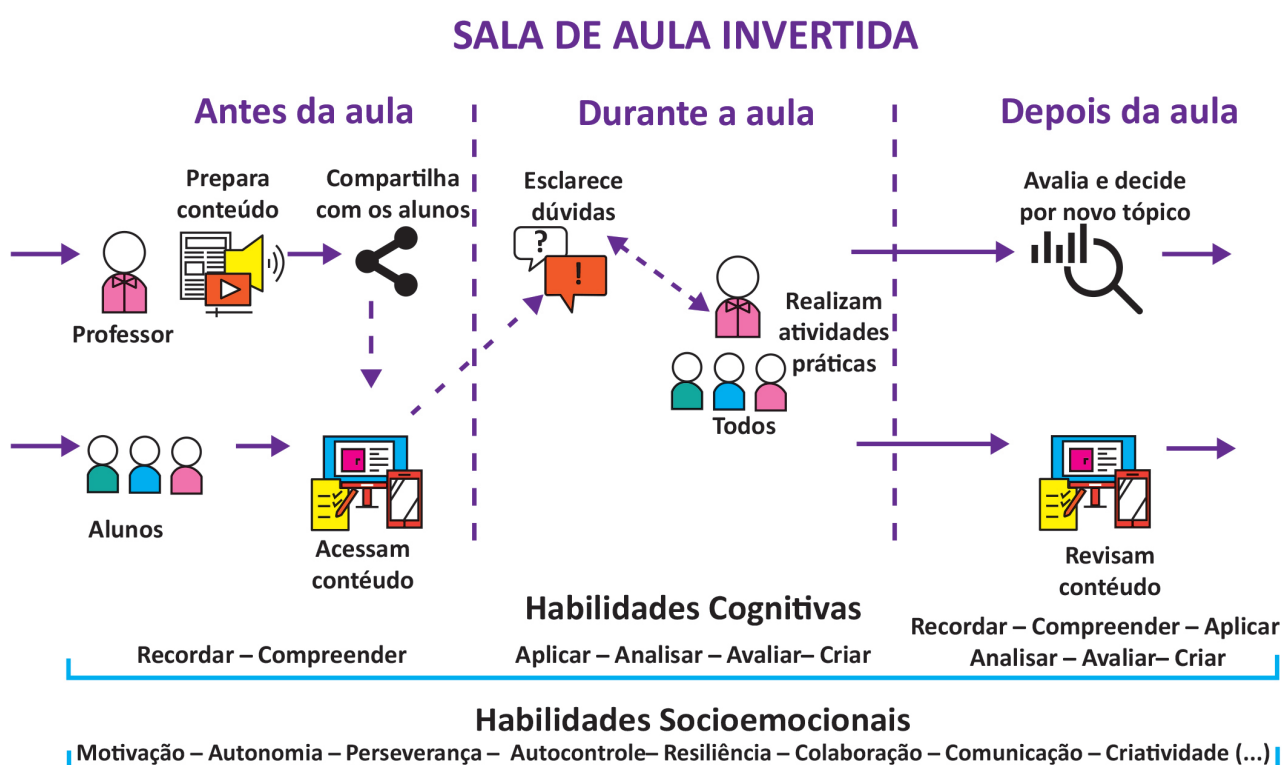 SALA DE AULA INVERTIDA
Antes da aula
Durante a aula
Depois da aula
Prepara
conteúdo
Compartilha
com os alunos
Esclarece
dúvidas
?
!
Avalia e decide
por novo tópico
Professor
Realizam
atividades
práticas
Todos
Alunos
r
Acessam
contéudo
r
Revisam
contéudo
Habilidades Cognitivas
Recordar – Compreender
Aplicar – Analisar – Avaliar– Criar
Recordar – Compreender – Aplicar
Analisar – Avaliar– Criar
Habilidades Socioemocionais
Motivação – Autonomia – Perseverança – Autocontrole– Resiliência – Colaboração – Comunicação – Criatividade (...)